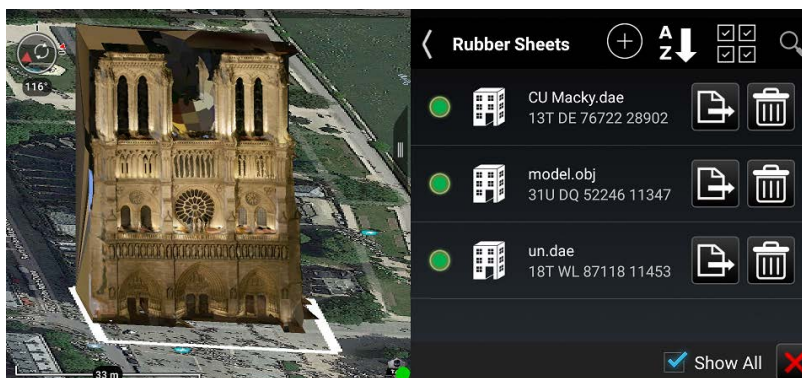 116°
33 m
Rubber Sheets
A
Z
CU Macky.dae
13T DE 76722 28902
model.obj
31U DQ 52246 11347
un.dae
18T WL 87118 11453
Show All